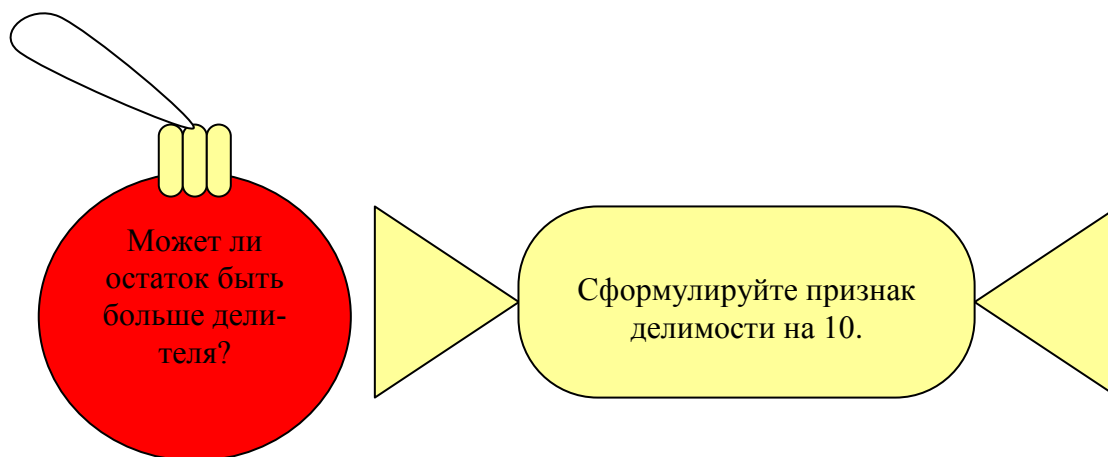 Может ли
остаток быть
больше дели-
теля?
Сформулируйте признак
делимости на 10.